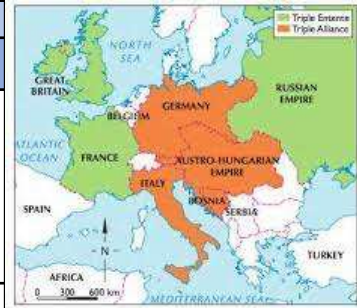 Triple Entente
Triple Alliance
NORTH
SEA
GREAT
BRITAIN
RUSSIAN
EMPIRE
GERMANY
BELGIUM
ATLANTIC
OCEAN
FRANCE
AUSTRO-HUNGARIAN
EMPIRE
ITALY
BOSNIA
SERBIA
SPAIN
N
TURKEY
AFRICA
0 300 600 km
MEDITERRANEAN SEA